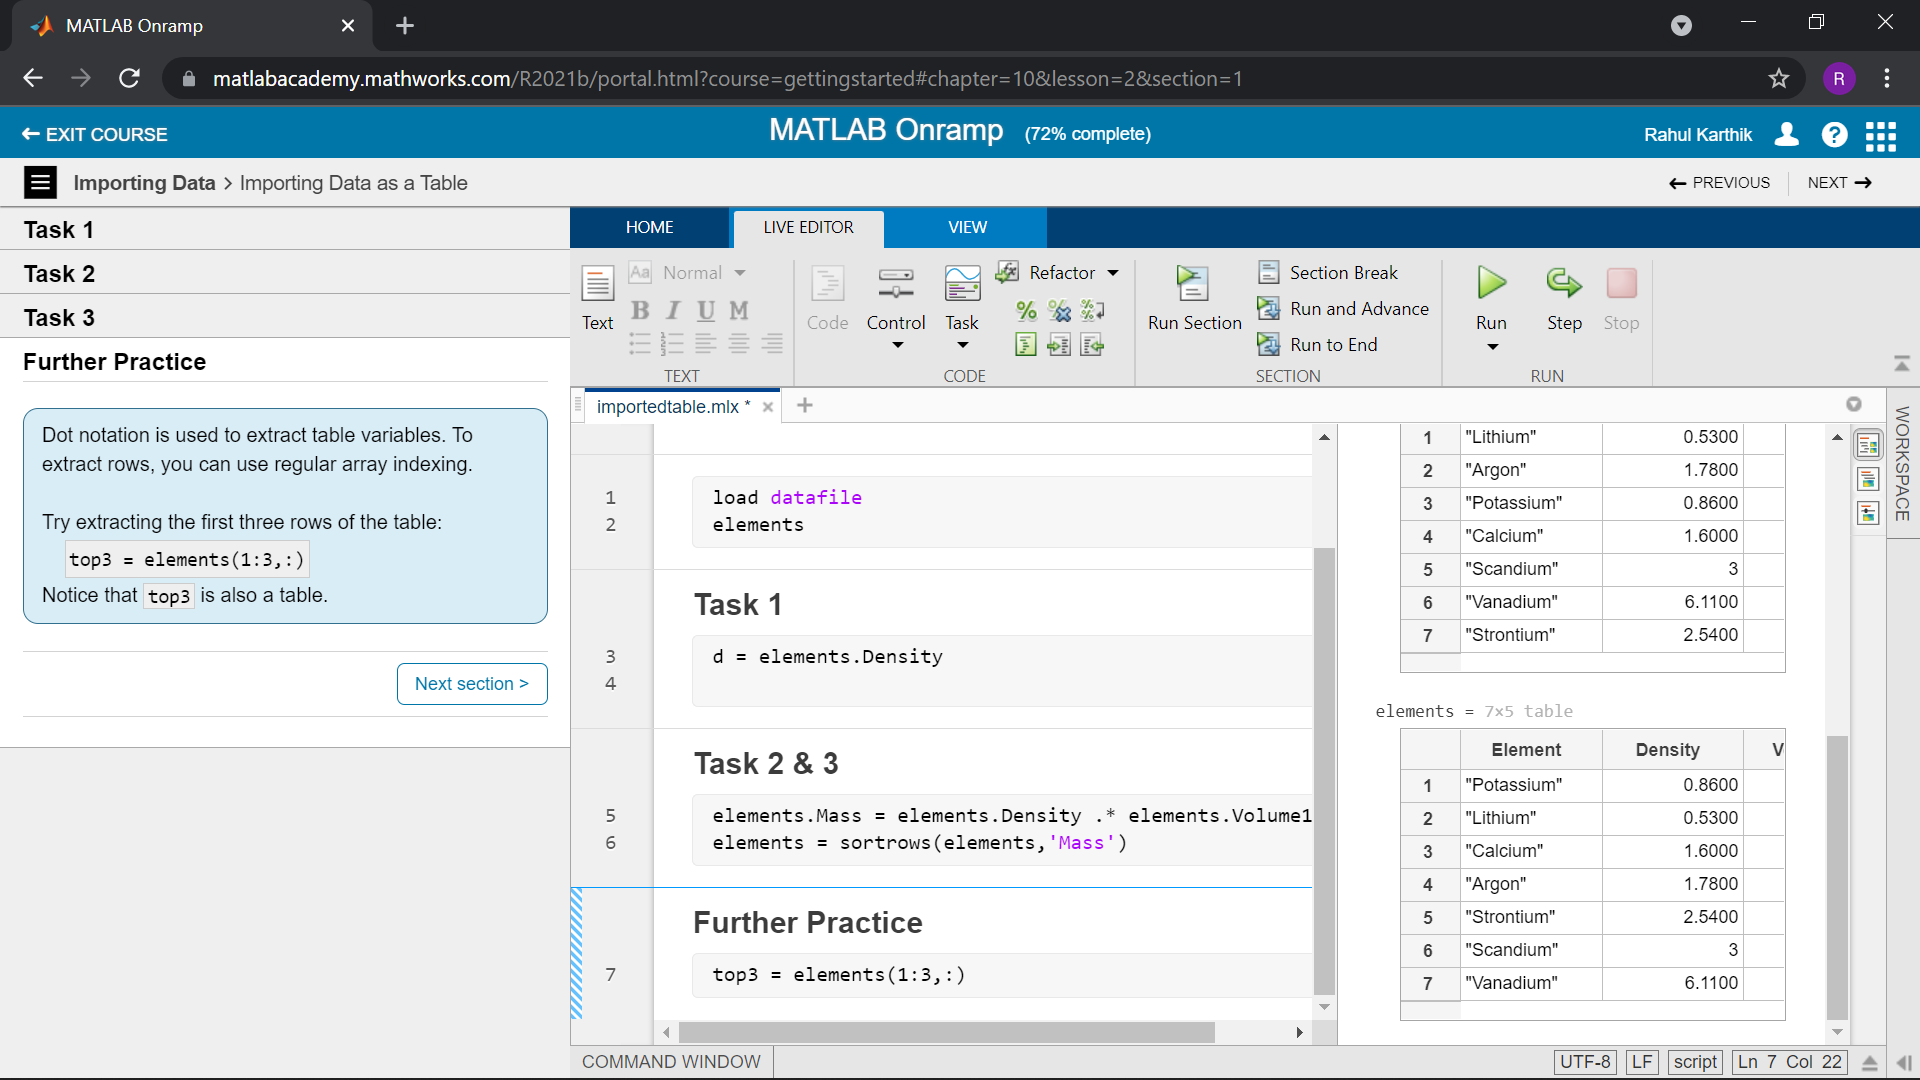 MATLAB Onramp
matlabacademy.mathworks.com/R2021b/portal.html?course=gettingstarted#chapter=10&lesson=2&section=1
R
EXIT COURSE
MATLAB Onramp (72% complete)
Rahul Karthik
Importing Data > Importing Data as a Table
PREVIOUS
NEXT
Task 1
Task 2
Task 3
Further Practice
Dot notation is used to extract table variables. To
extract rows, you can use regular array indexing.
Try extracting the first three rows of the table:
top3 = elements(1:3,:)
Notice that top3 is also a table.
Next section >
HOME
LIVE EDITOR
VIEW
Text
Aa Normal
B I U M
TEXT
Code
Control
Task
Refactor
CODE
Run Section
Section Break
Run and Advance
Run to End
SECTION
Run
Step
Stop
RUN
importedtable.mlx *
1 load datafile
2 elements
Task 1
3 d = elements.Density
4
Task 2 & 3
5 elements.Mass = elements.Density .* elements.Volume1
6 elements = sortrows(elements,'Mass')
Further Practice
7 top3 = elements(1:3,:)
1 "Lithium" 0.5300
2 "Argon" 1.7800
3 "Potassium" 0.8600
4 "Calcium" 1.6000
5 "Scandium" 3
6 "Vanadium" 6.1100
7 "Strontium" 2.5400
elements = 7×5 table
Element Density V
1 "Potassium" 0.8600
2 "Lithium" 0.5300
3 "Calcium" 1.6000
4 "Argon" 1.7800
5 "Strontium" 2.5400
6 "Scandium" 3
7 "Vanadium" 6.1100
WORKSPACE
COMMAND WINDOW
UTF-8 LF script Ln 7 Col 22